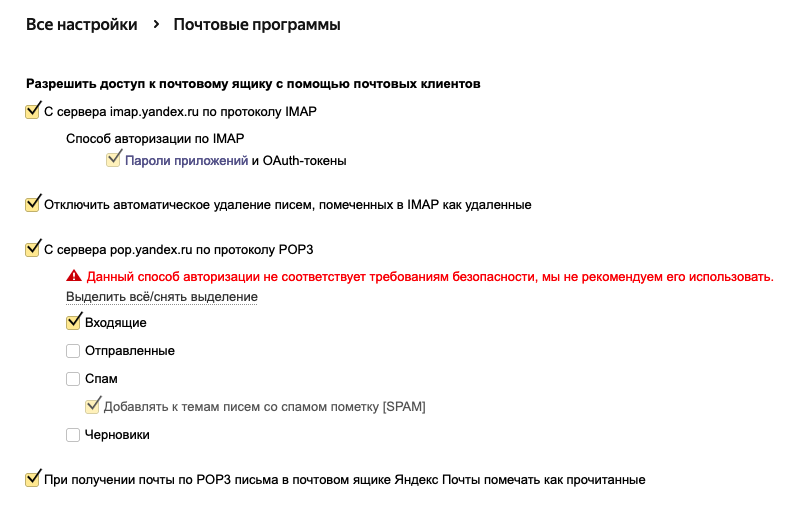 Все настройки › Почтовые программы
Разрешить доступ к почтовому ящику с помощью почтовых клиентов
С сервера imap.yandex.ru по протоколу IMAP
Способ авторизации по IMAP
Пароли приложений и OAuth-токены
Отключить автоматическое удаление писем, помеченных в IMAP как удаленные
С сервера pop.yandex.ru по протоколу POP3
Данный способ авторизации не соответствует требованиям безопасности, мы не рекомендуем его использовать.
Выделить всё/снять выделение
Входящие
Отправленные
Спам
Добавлять к темам писем со спамом пометку [SPAM]
Черновики
При получении почты по POP3 письма в почтовом ящике Яндекс Почты помечать как прочитанные